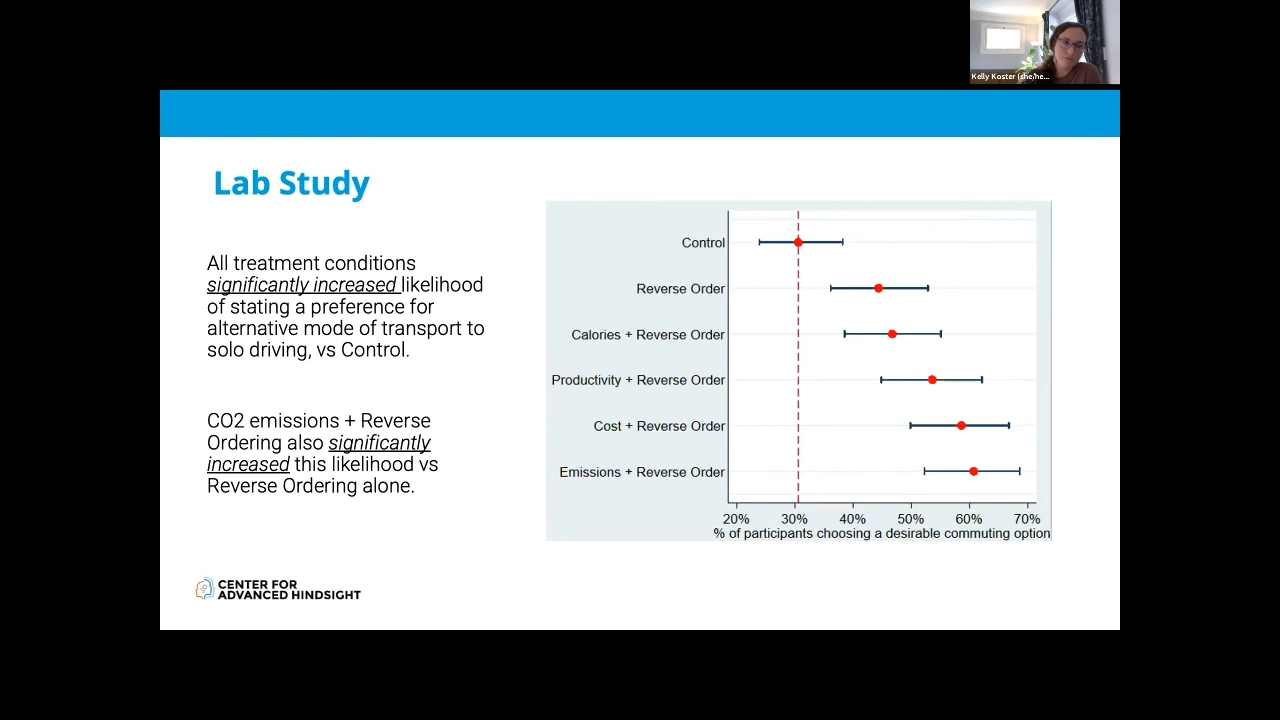 Kelly Koster (she/he...
Lab Study
All treatment conditions
significantly increased likelihood
of stating a preference for
alternative mode of transport to
solo driving, vs Control.
CO2 emissions + Reverse
Ordering also significantly
increased this likelihood vs
Reverse Ordering alone.
Control
Reverse Order
Calories + Reverse Order
Productivity + Reverse Order
Cost + Reverse Order
Emissions + Reverse Order
20% 30% 40% 50% 60% 70%
% of participants choosing a desirable commuting option
CENTER FOR
ADVANCED HINDSIGHT